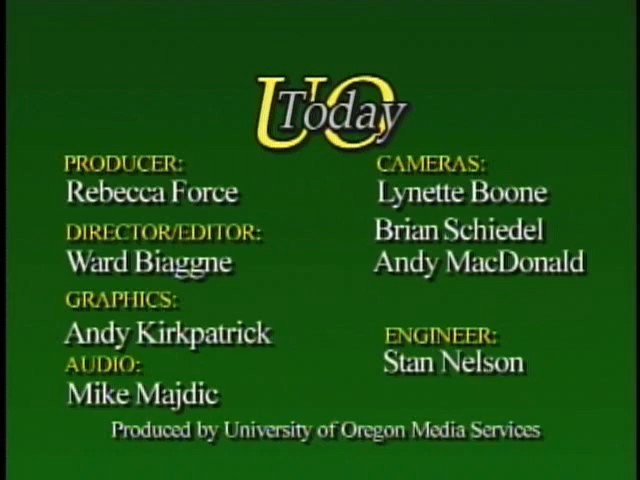 UO
Today
PRODUCER:
Rebecca Force
DIRECTOR/EDITOR:
Ward Biaggne
GRAPHICS:
Andy Kirkpatrick
AUDIO:
Mike Majdic
CAMERAS:
Lynette Boone
Brian Schiedel
Andy MacDonald
ENGINEER:
Stan Nelson
Produced by University of Oregon Media Services